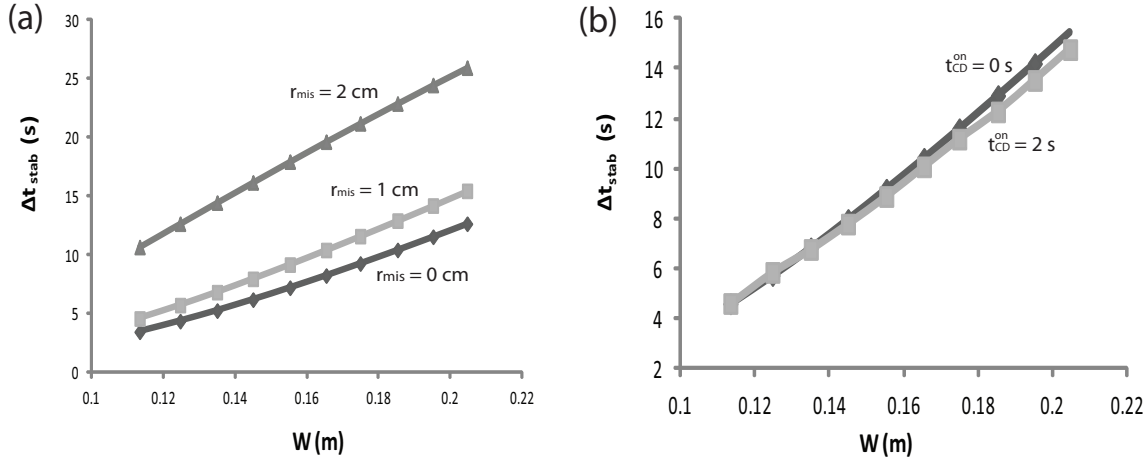 (a)
30
25
20
15
10
5
0
Δt stab (s)
r mis = 2 cm
r mis = 1 cm
r mis = 0 cm
0.1 0.12 0.14 0.16 0.18 0.2 0.22
W (m)
(b)
16
14
12
10
8
6
4
2
Δt stab (s)
t on CD = 0 s
t on CD = 2 s
0.1 0.12 0.14 0.16 0.18 0.2 0.22
W (m)